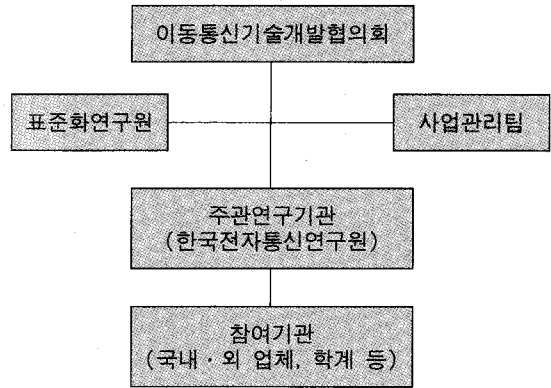 이동통신기술개발협의회
표준화연구원
사업관리팀
주관연구기관
(한국전자통신연구원)
참여기관
(국내·외 업체, 학계 등)